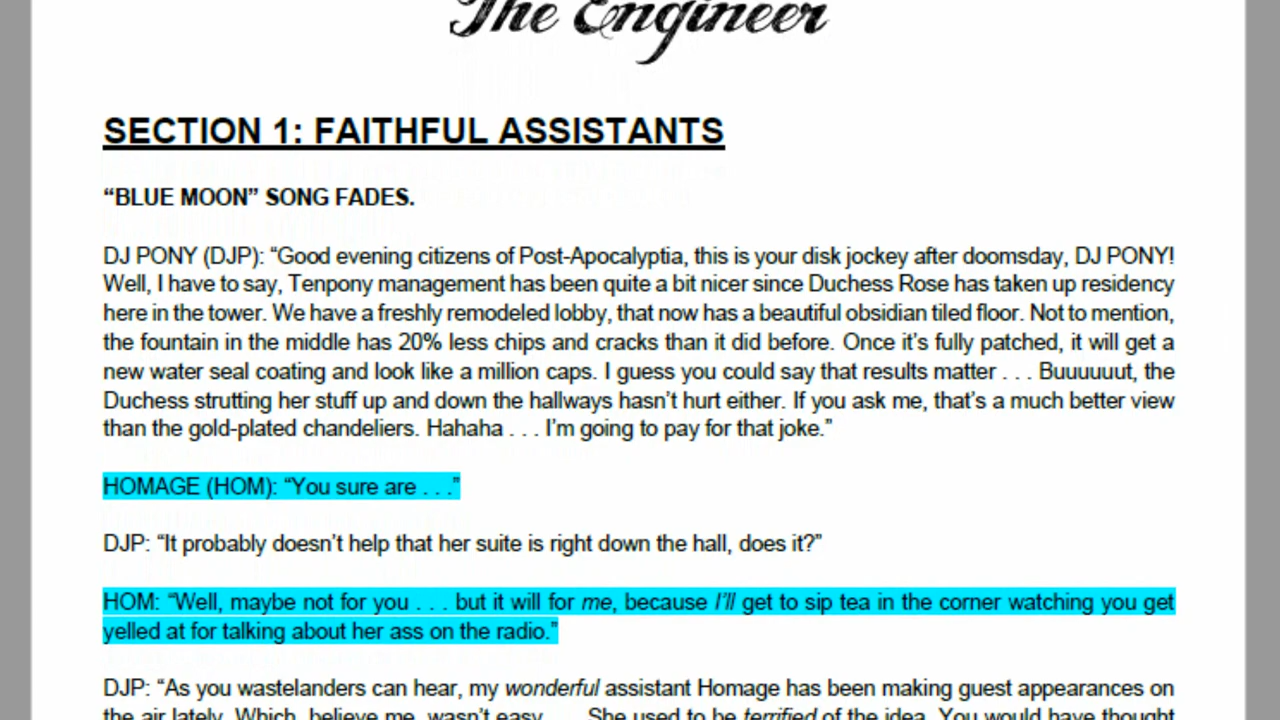 The Engineer
SECTION 1: FAITHFUL ASSISTANTS
“BLUE MOON” SONG FADES.
DJ PONY (DJP): “Good evening citizens of Post-Apocalyptia, this is your disk jockey after doomsday, DJ PONY!
Well, I have to say, Tenpony management has been quite a bit nicer since Duchess Rose has taken up residency
here in the tower. We have a freshly remodeled lobby, that now has a beautiful obsidian tiled floor. Not to mention,
the fountain in the middle has 20% less chips and cracks than it did before. Once it’s fully patched, it will get a
new water seal coating and look like a million caps. I guess you could say that results matter . . . Buuuuuut, the
Duchess strutting her stuff up and down the hallways hasn’t hurt either. If you ask me, that’s a much better view
than the gold-plated chandeliers. Hahaha . . . I’m going to pay for that joke.”
HOMAGE (HOM): “You sure are . . .”
DJP: “It probably doesn’t help that her suite is right down the hall, does it?”
HOM: “Well, maybe not for you . . . but it will for me, because I’ll get to sip tea in the corner watching you get
yelled at for talking about her ass on the radio.”
DJP: “As you wastelanders can hear, my wonderful assistant Homage has been making guest appearances on
the air lately. Which, believe me, wasn’t easy . . . She used to be terrified of the idea. You would have thought